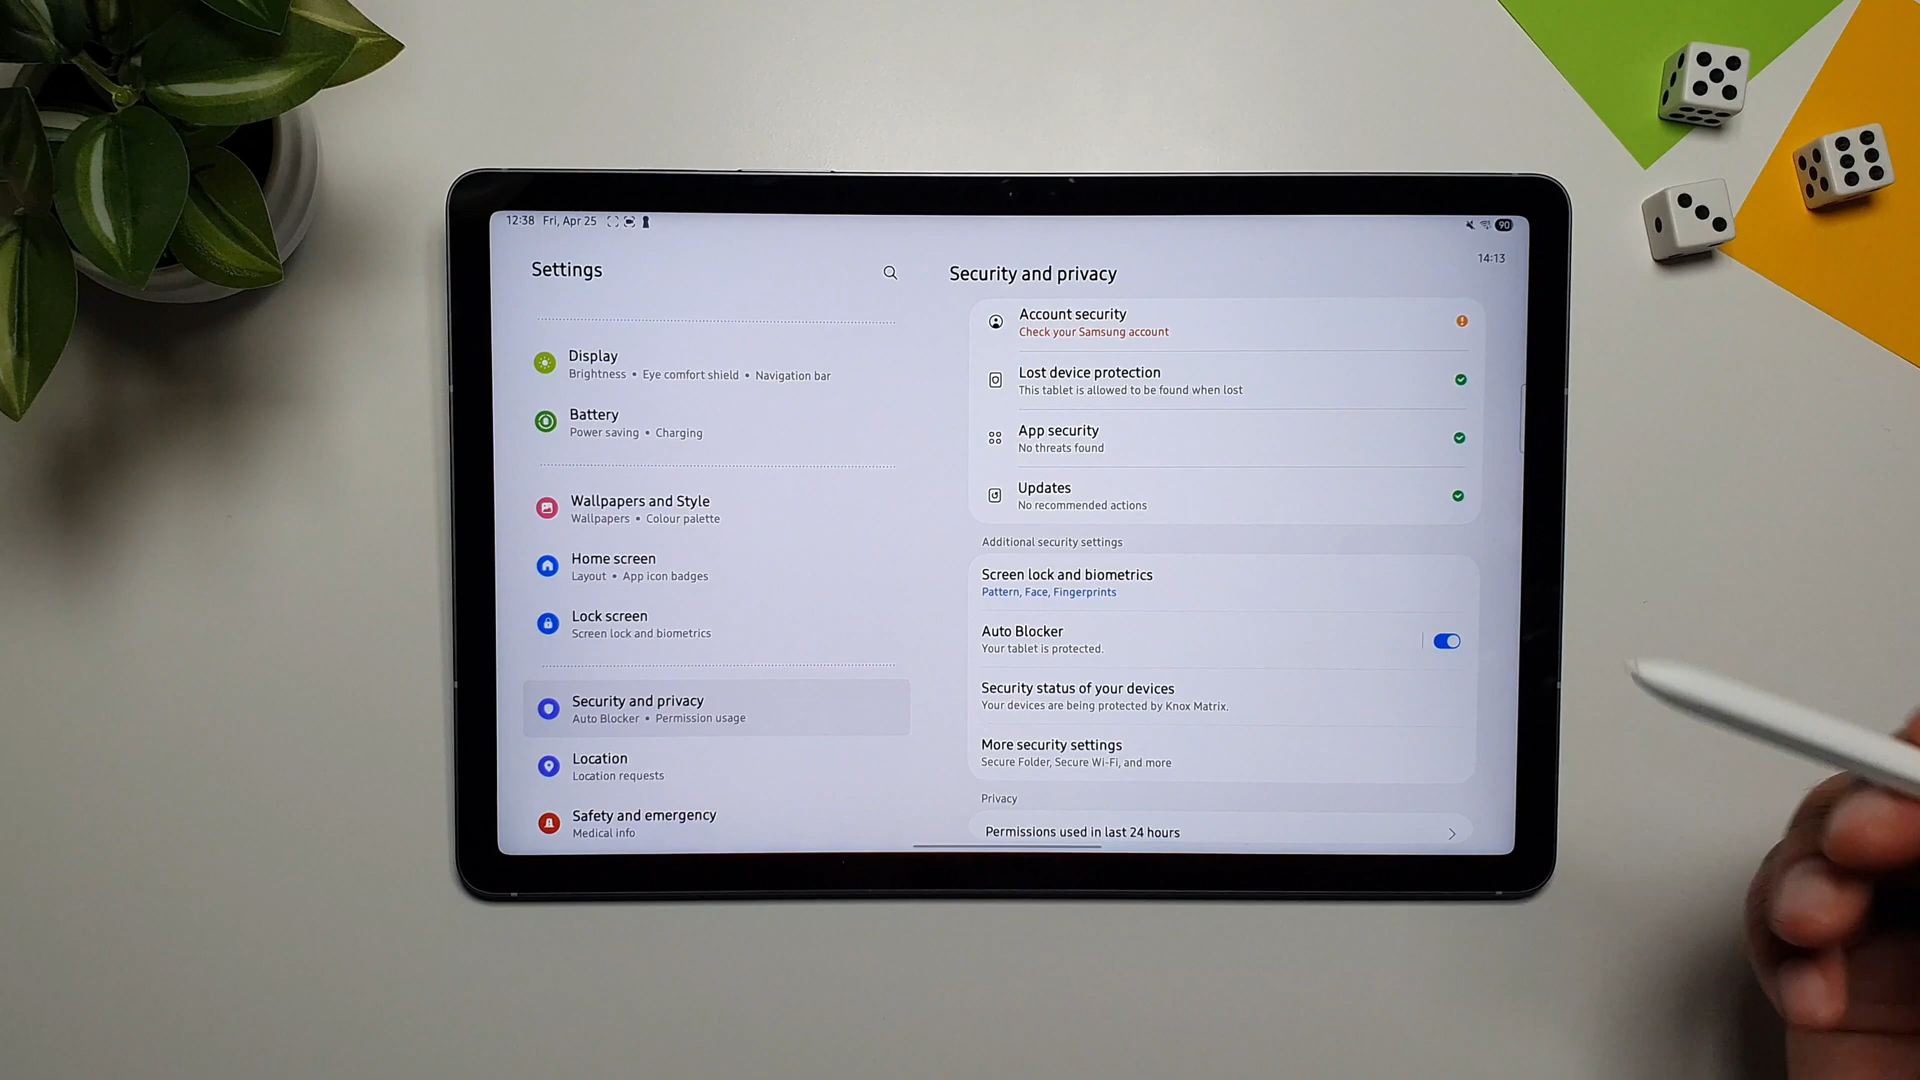 12:38 Fri, Apr 25
90
Settings
Display
Brightness • Eye comfort shield • Navigation bar
Battery
Power saving • Charging
Wallpapers and Style
Wallpapers • Colour palette
Home screen
Layout • App icon badges
Lock screen
Screen lock and biometrics
Security and privacy
Auto Blocker • Permission usage
Location
Location requests
Safety and emergency
Medical info
14:13
Security and privacy
Account security
Check your Samsung account
Lost device protection
This tablet is allowed to be found when lost
App security
No threats found
Updates
No recommended actions
Additional security settings
Screen lock and biometrics
Pattern, Face, Fingerprints
Auto Blocker
Your tablet is protected.
Security status of your devices
Your devices are being protected by Knox Matrix.
More security settings
Secure Folder, Secure Wi-Fi, and more
Privacy
Permissions used in last 24 hours